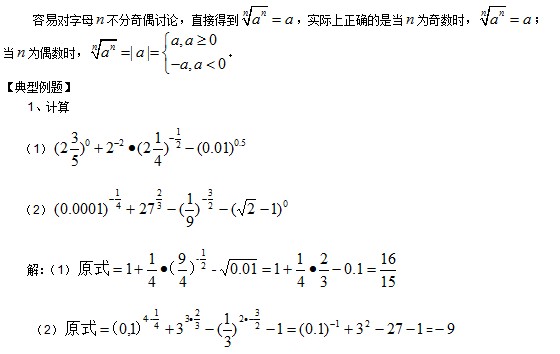 容易对字母 n 不分奇偶讨论，直接得到 \sqrt[n]{a^n} = a，实际上正确的是当 n 为奇数时，\sqrt[n]{a^n} = a；
当 n 为偶数时，\sqrt[n]{a^n} =| a |= \begin{cases} a, a ≥ 0 \\ -a, a < 0 \end{cases}．
【典型例题】
1、计算
（1）(2\frac{3}{5})^0 + 2^{-2} • (2\frac{1}{4})^{-\frac{1}{2}} − (0.01)^{0.5}
（2）(0.0001)^{-\frac{1}{4}} + 27^{\frac{2}{3}} − (\frac{1}{9})^{-\frac{3}{2}} − (\sqrt{2} − 1)^0
解:（1）原式 = 1 + \frac{1}{4} • (\frac{9}{4})^{-\frac{1}{2}} - \sqrt{0.01} = 1 + \frac{1}{4} • \frac{2}{3} − 0.1 = \frac{16}{15}
（2）原式 =（0,1)^{4·-\frac{1}{4}} + 3^{3·\frac{2}{3}} − (\frac{1}{3})^{2·-\frac{3}{2}} − 1 = (0.1)^{-1} + 3^2 − 27 − 1 = − 9